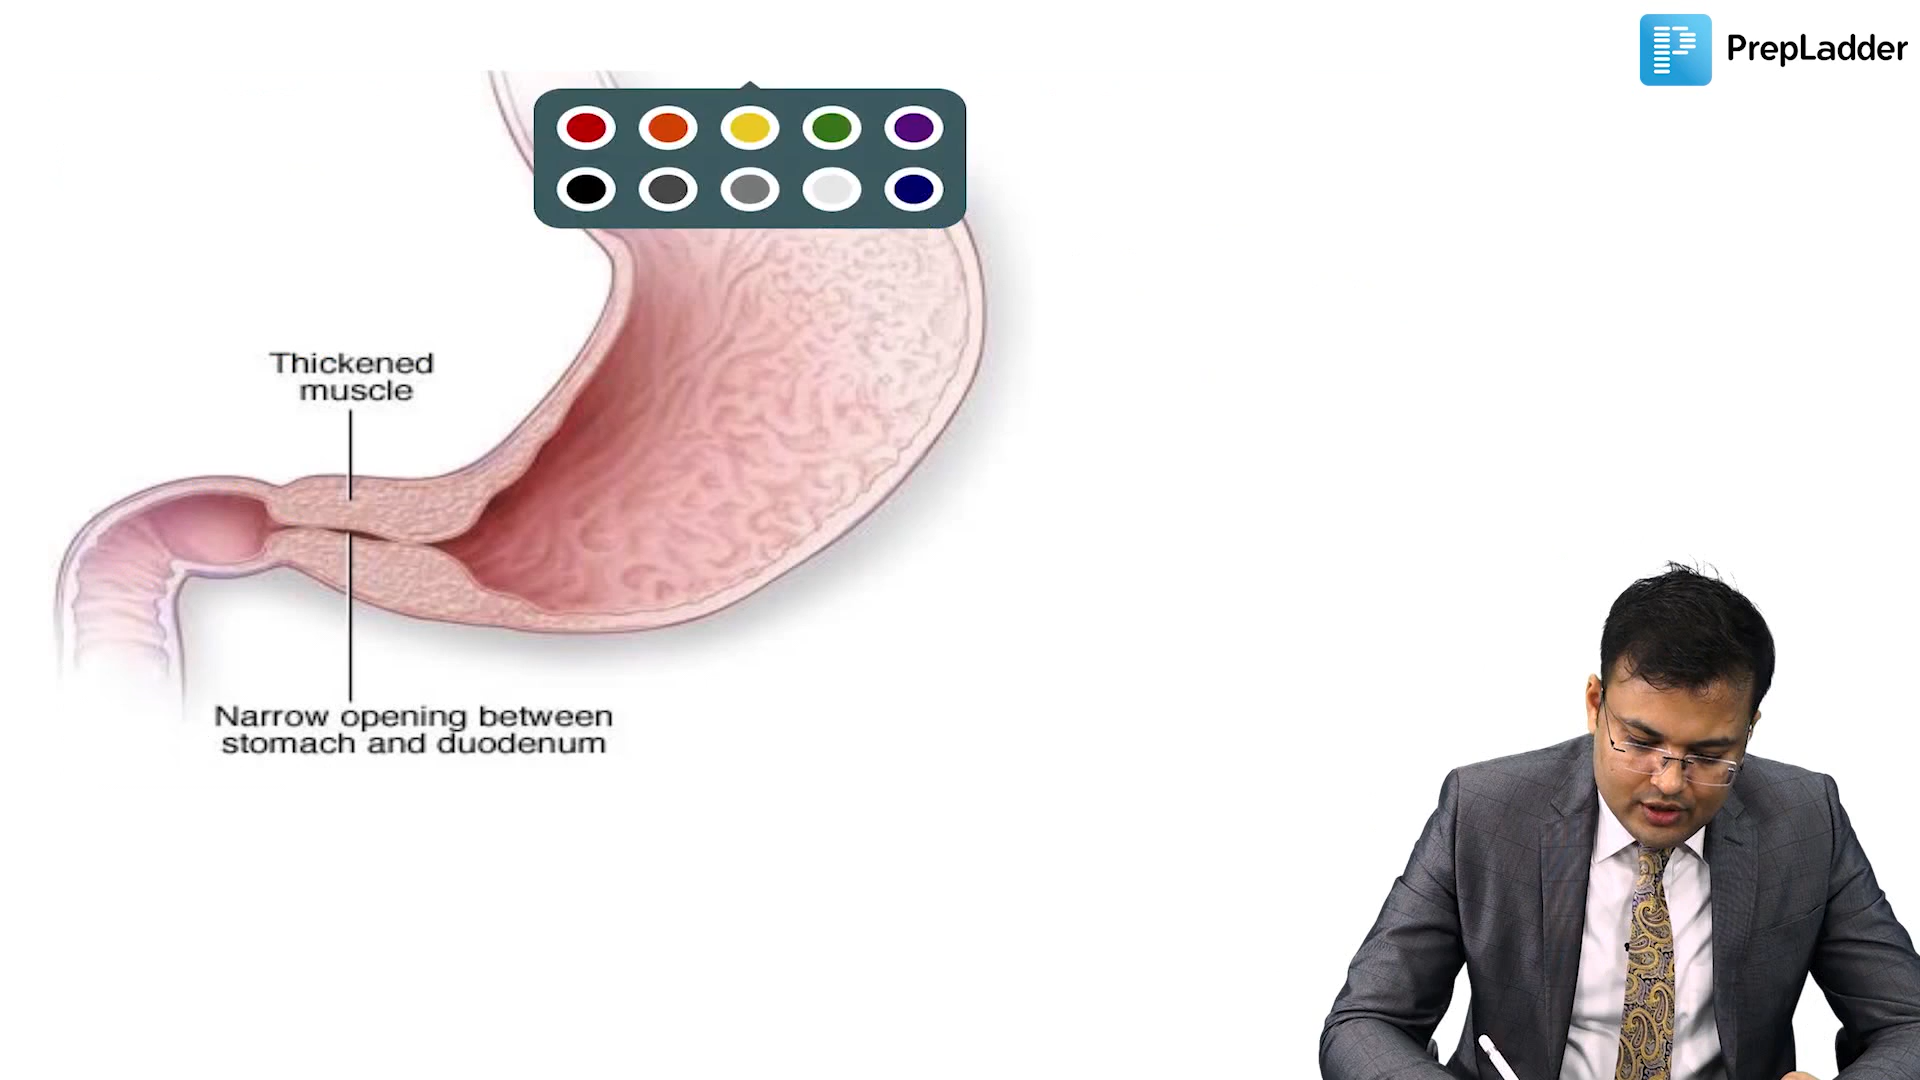 PrepLadder
Thickened
muscle
Narrow opening between
stomach and duodenum